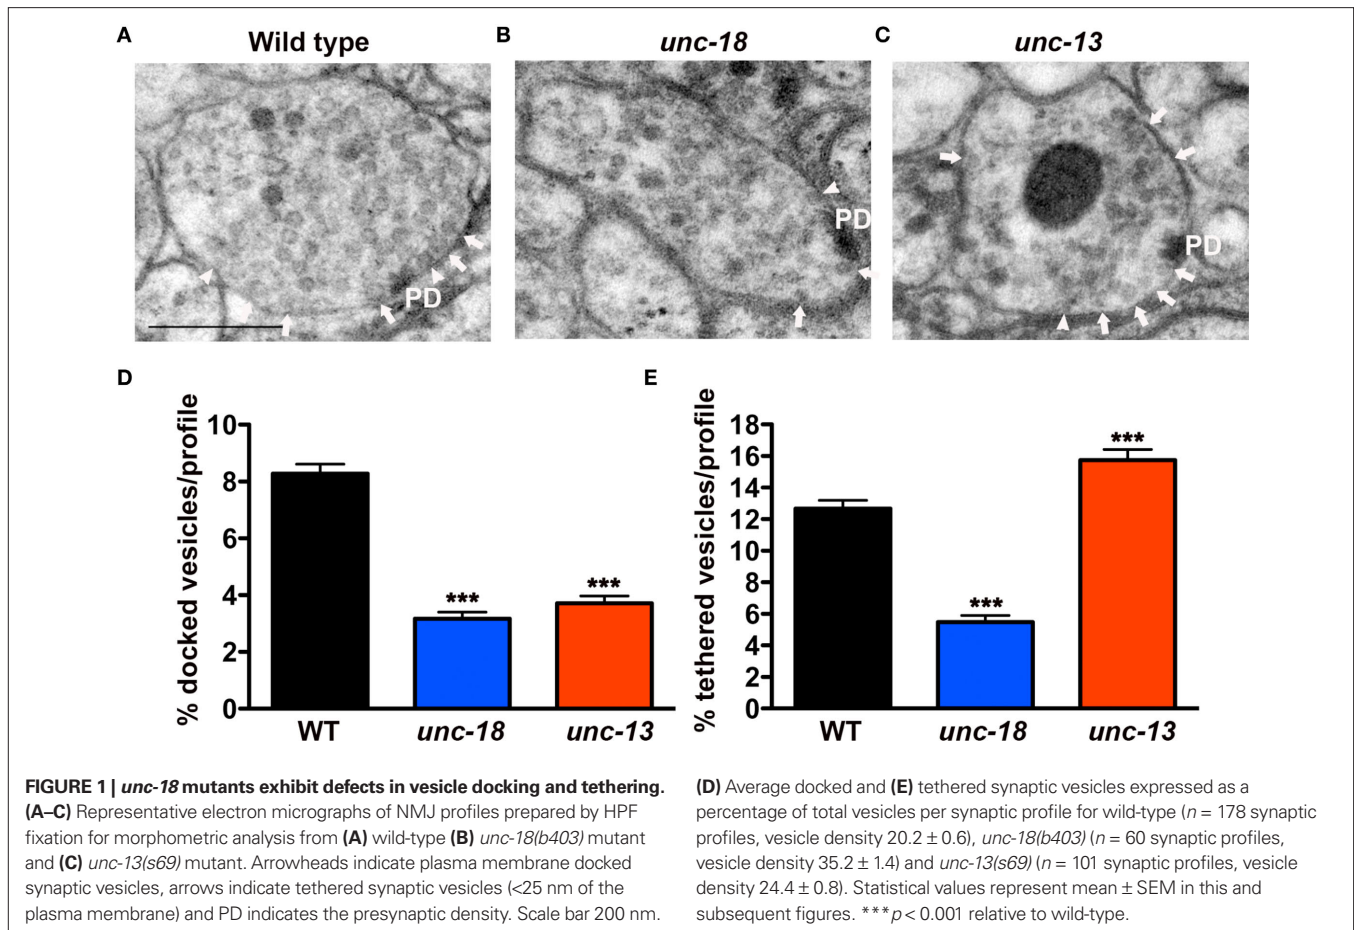 A
Wild type
B
unc-18
C
unc-13
PD
PD
PD
D
% docked vesicles/profile
10
8
6
4
2
0
***
***
WT
unc-18
unc-13
E
% tethered vesicles/profile
18
16
14
12
10
8
6
4
2
0
***
***
WT
unc-18
unc-13
FIGURE 1 | unc-18 mutants exhibit defects in vesicle docking and tethering.
(A–C) Representative electron micrographs of NMJ profiles prepared by HPF
fixation for morphometric analysis from (A) wild-type (B) unc-18(b403) mutant
and (C) unc-13(s69) mutant. Arrowheads indicate plasma membrane docked
synaptic vesicles, arrows indicate tethered synaptic vesicles (<25 nm of the
plasma membrane) and PD indicates the presynaptic density. Scale bar 200 nm.
(D) Average docked and (E) tethered synaptic vesicles expressed as a
percentage of total vesicles per synaptic profile for wild-type (n = 178 synaptic
profiles, vesicle density 20.2 ± 0.6), unc-18(b403) (n = 60 synaptic profiles,
vesicle density 35.2 ± 1.4) and unc-13(s69) (n = 101 synaptic profiles, vesicle
density 24.4 ± 0.8). Statistical values represent mean ± SEM in this and
subsequent figures. ***p < 0.001 relative to wild-type.